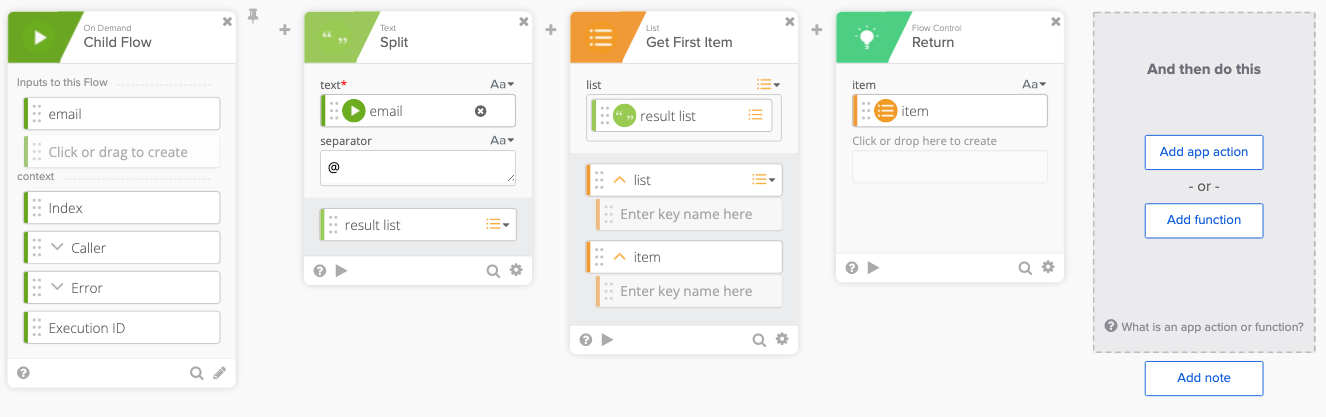 On Demand
Child Flow
Inputs to this Flow
email
Click or drag to create
context
Index
Caller
Error
Execution ID
Text
Split
text*
Aa
email
separator
Aa
@
result list
List
Get First Item
list
result list
list
Enter key name here
item
Enter key name here
Flow Control
Return
item
Aa
item
Click or drop here to create
And then do this
Add app action
- or -
Add function
What is an app action or function?
Add note